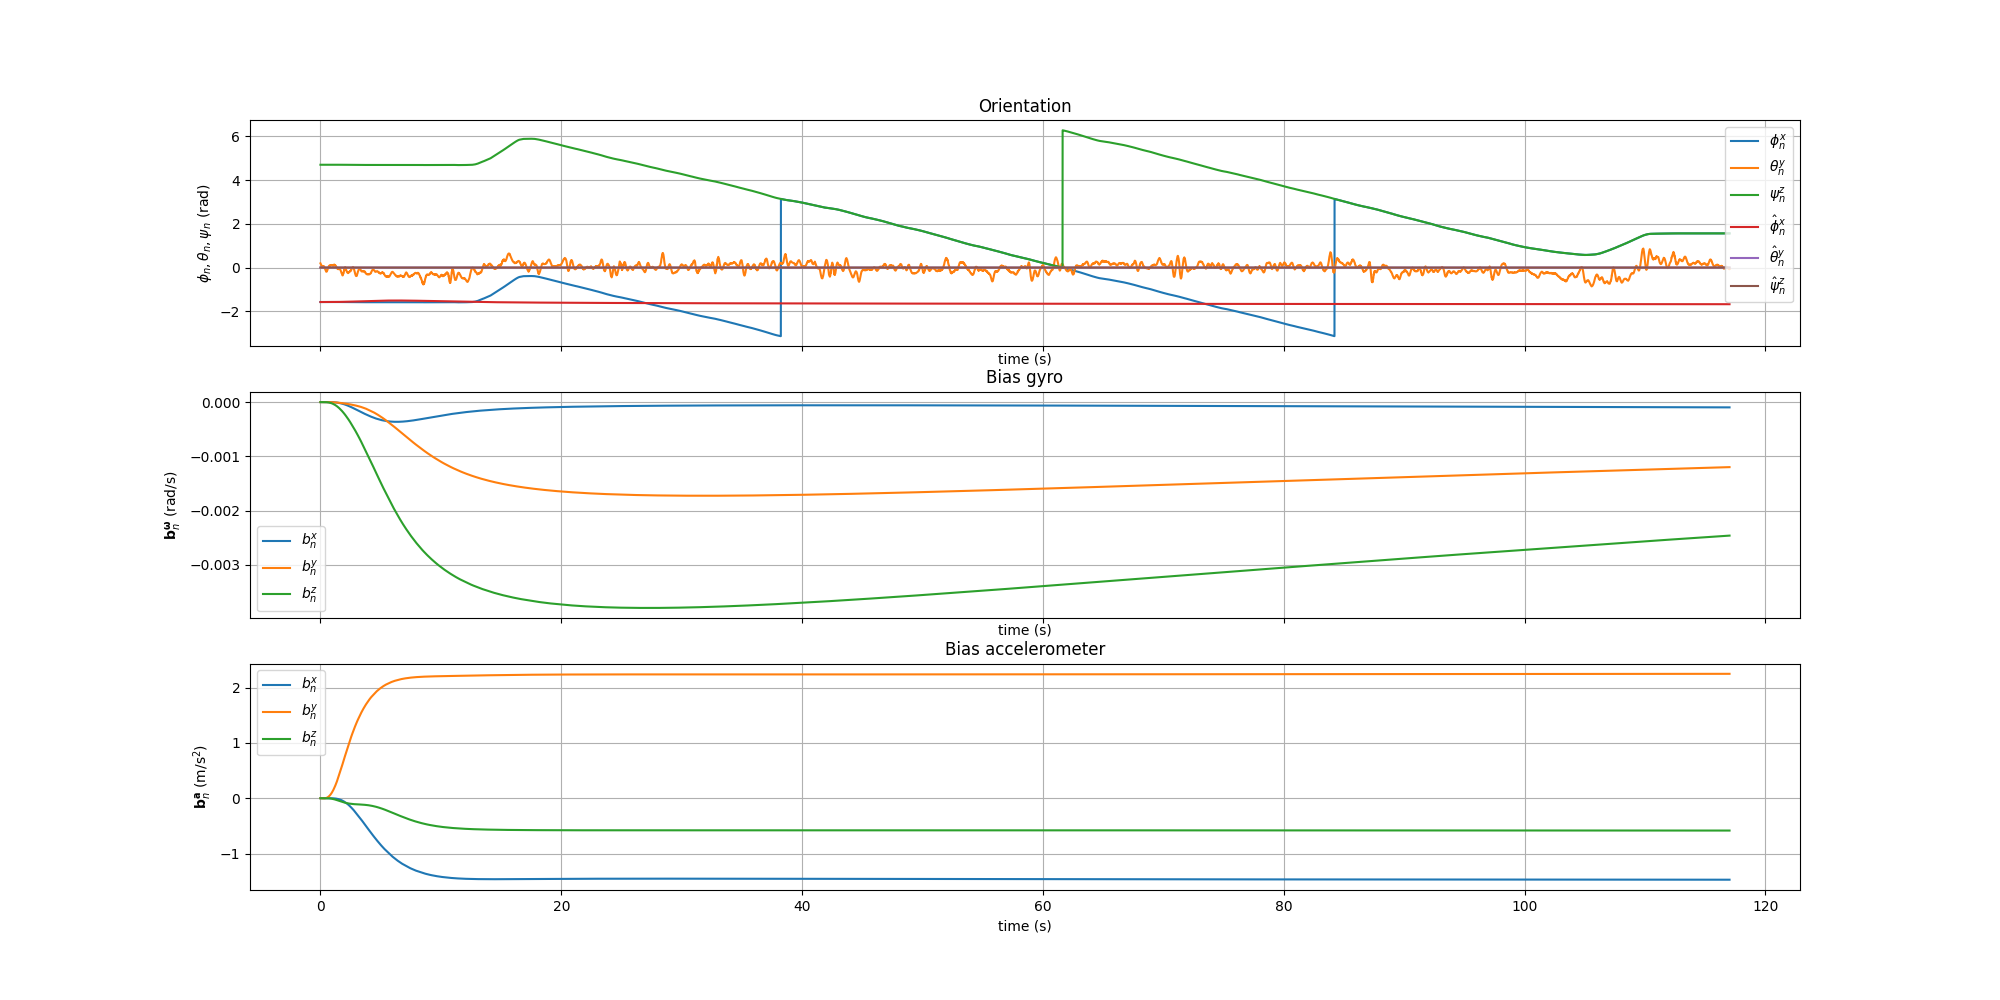 Orientation
ϕₙ, θₙ, ψₙ (rad)
6
4
2
0
−2
ϕₙˣ
θₙʸ
ψₙᶻ
ϕ̂ₙˣ
θ̂ₙʸ
ψ̂ₙᶻ
time (s)
Bias gyro
bₙ^ω (rad/s)
0.000
−0.001
−0.002
−0.003
bₙˣ
bₙʸ
bₙᶻ
time (s)
Bias accelerometer
bₙᵃ (m/s²)
2
1
0
−1
bₙˣ
bₙʸ
bₙᶻ
0 20 40 60 80 100 120
time (s)